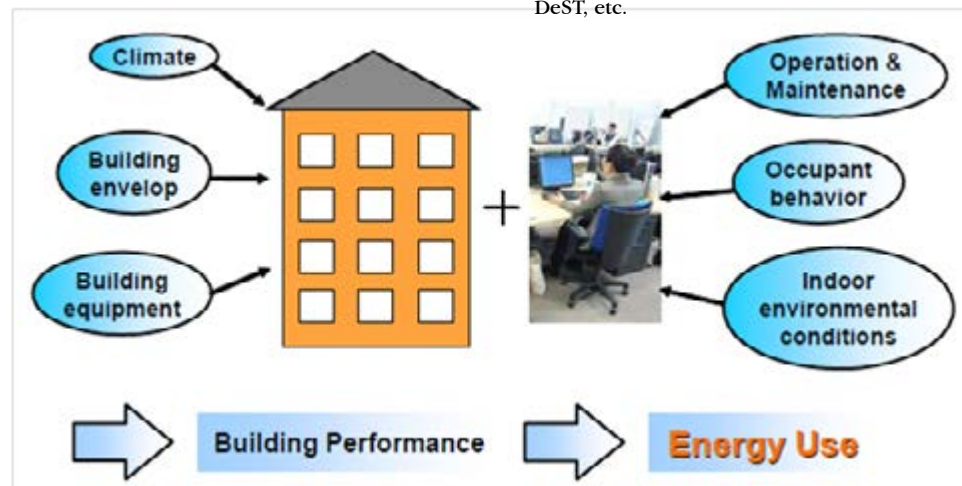 DeST, etc.
Climate
Building
envelop
Building
equipment
+
Operation &
Maintenance
Occupant
behavior
Indoor
environmental
conditions
Building Performance
Energy Use